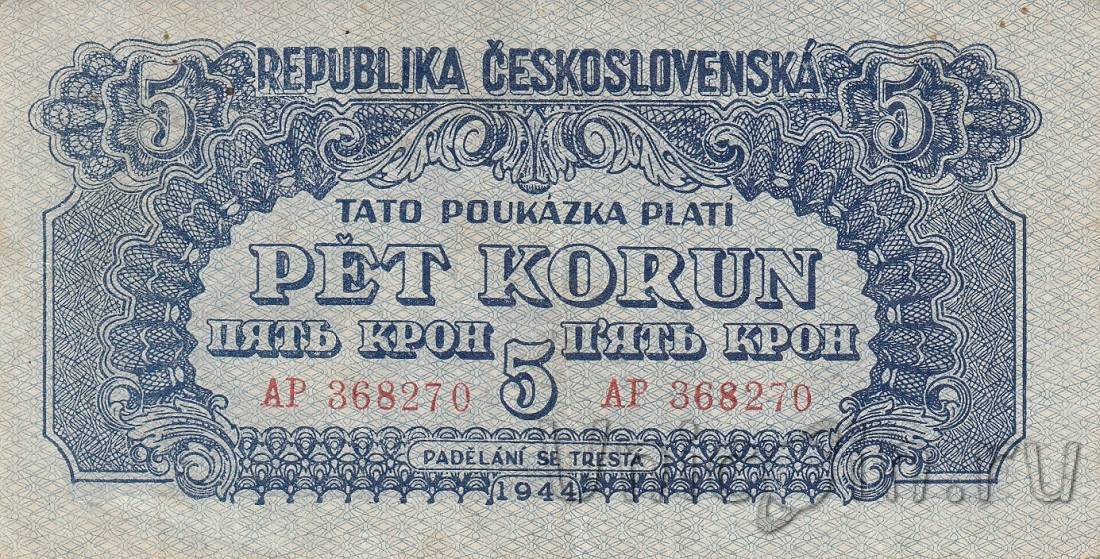 5 REPUBLIKA ČESKOSLOVENSKÁ 5
TATO POUKÁZKA PLATÍ
PĚT KORUN
ПЯТЬ КРОН 5 П'ЯТЬ КРОН
AP 368270 AP 368270
PADĚLÁNÍ SE TRESTÁ
1944